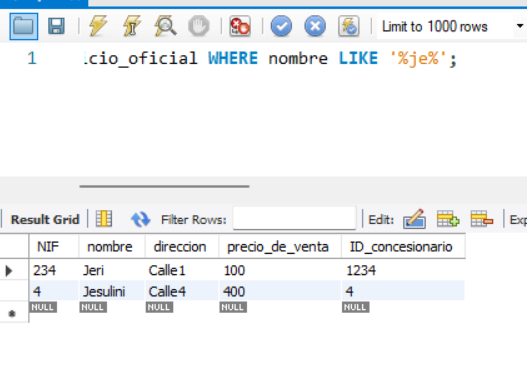 Limit to 1000 rows
1 .cio_oficial WHERE nombre LIKE '%je%';
Result Grid Filter Rows: Edit:
NIF nombre direccion precio_de_venta ID_concesionario
234 Jeri Calle1 100 1234
4 Jesulini Calle4 400 4
NULL NULL NULL NULL NULL